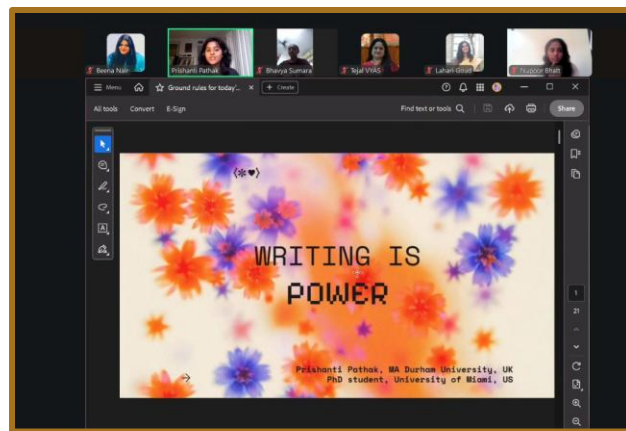 Beena Nair
Prishanti Pathak
Bhavya Sumara
Tejal VYAS
Lahari Goud
Nupoor Bhatt
Menu
Ground rules for today'...
+ Create
All tools
Convert
E-Sign
Find text or tools
Share
WRITING IS
POWER
Prishanti Pathak, MA Durham University, UK
PhD student, University of Miami, US
1
21